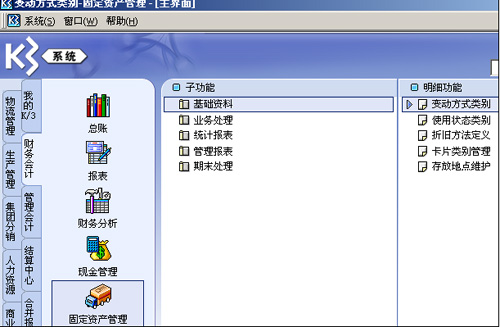 变动方式类别-固定资产管理 - [主界面]
系统(S) 窗口(W) 帮助(H)
K3 系统
物流管理
生产管理
集团分销
人力资源
商业
我的K/3
财务会计
管理会计
结算中心
合并报
总账
报表
财务分析
现金管理
固定资产管理
子功能
基础资料
业务处理
统计报表
管理报表
期末处理
明细功能
变动方式类别
使用状态类别
折旧方法定义
卡片类别管理
存放地点维护